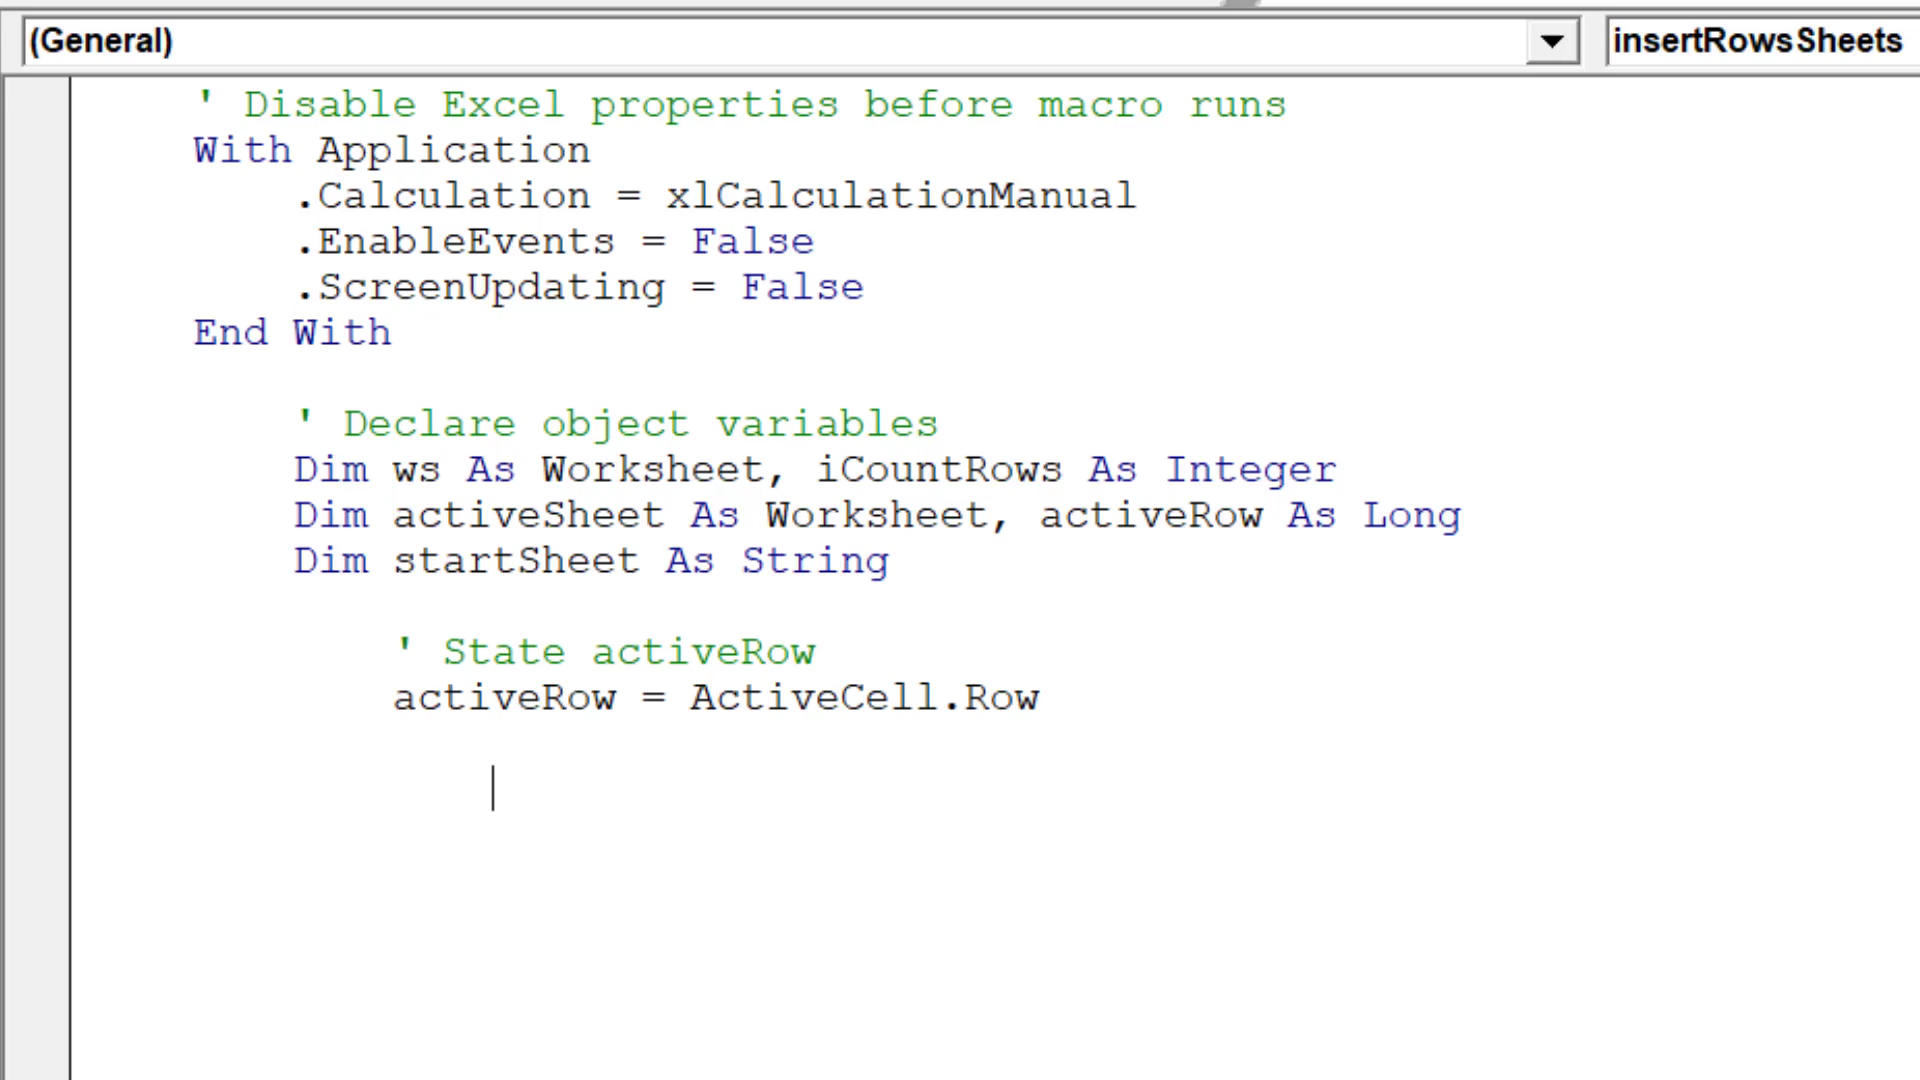 (General)
insertRowsSheets
' Disable Excel properties before macro runs
With Application
.Calculation = xlCalculationManual
.EnableEvents = False
.ScreenUpdating = False
End With
' Declare object variables
Dim ws As Worksheet, iCountRows As Integer
Dim activeSheet As Worksheet, activeRow As Long
Dim startSheet As String
' State activeRow
activeRow = ActiveCell.Row